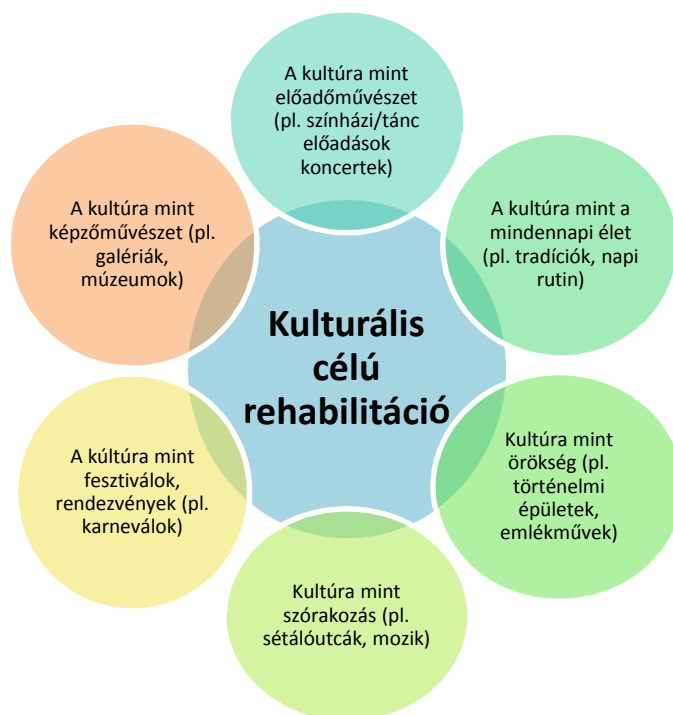 A kultúra mint
előadóművészet
(pl. színházi/tánc
előadások
koncertek)
A kultúra mint
képzőművészet (pl.
galériák,
múzeumok)
A kultúra mint a
mindennapi élet
(pl. tradíciók, napi
rutin)
Kulturális
célú
rehabilitáció
A kúltúra mint
fesztiválok,
rendezvények (pl.
karneválok)
Kultúra mint
örökség (pl.
történelmi
épületek,
emlékművek)
Kultúra mint
szórakozás (pl.
sétálóutcák, mozik)